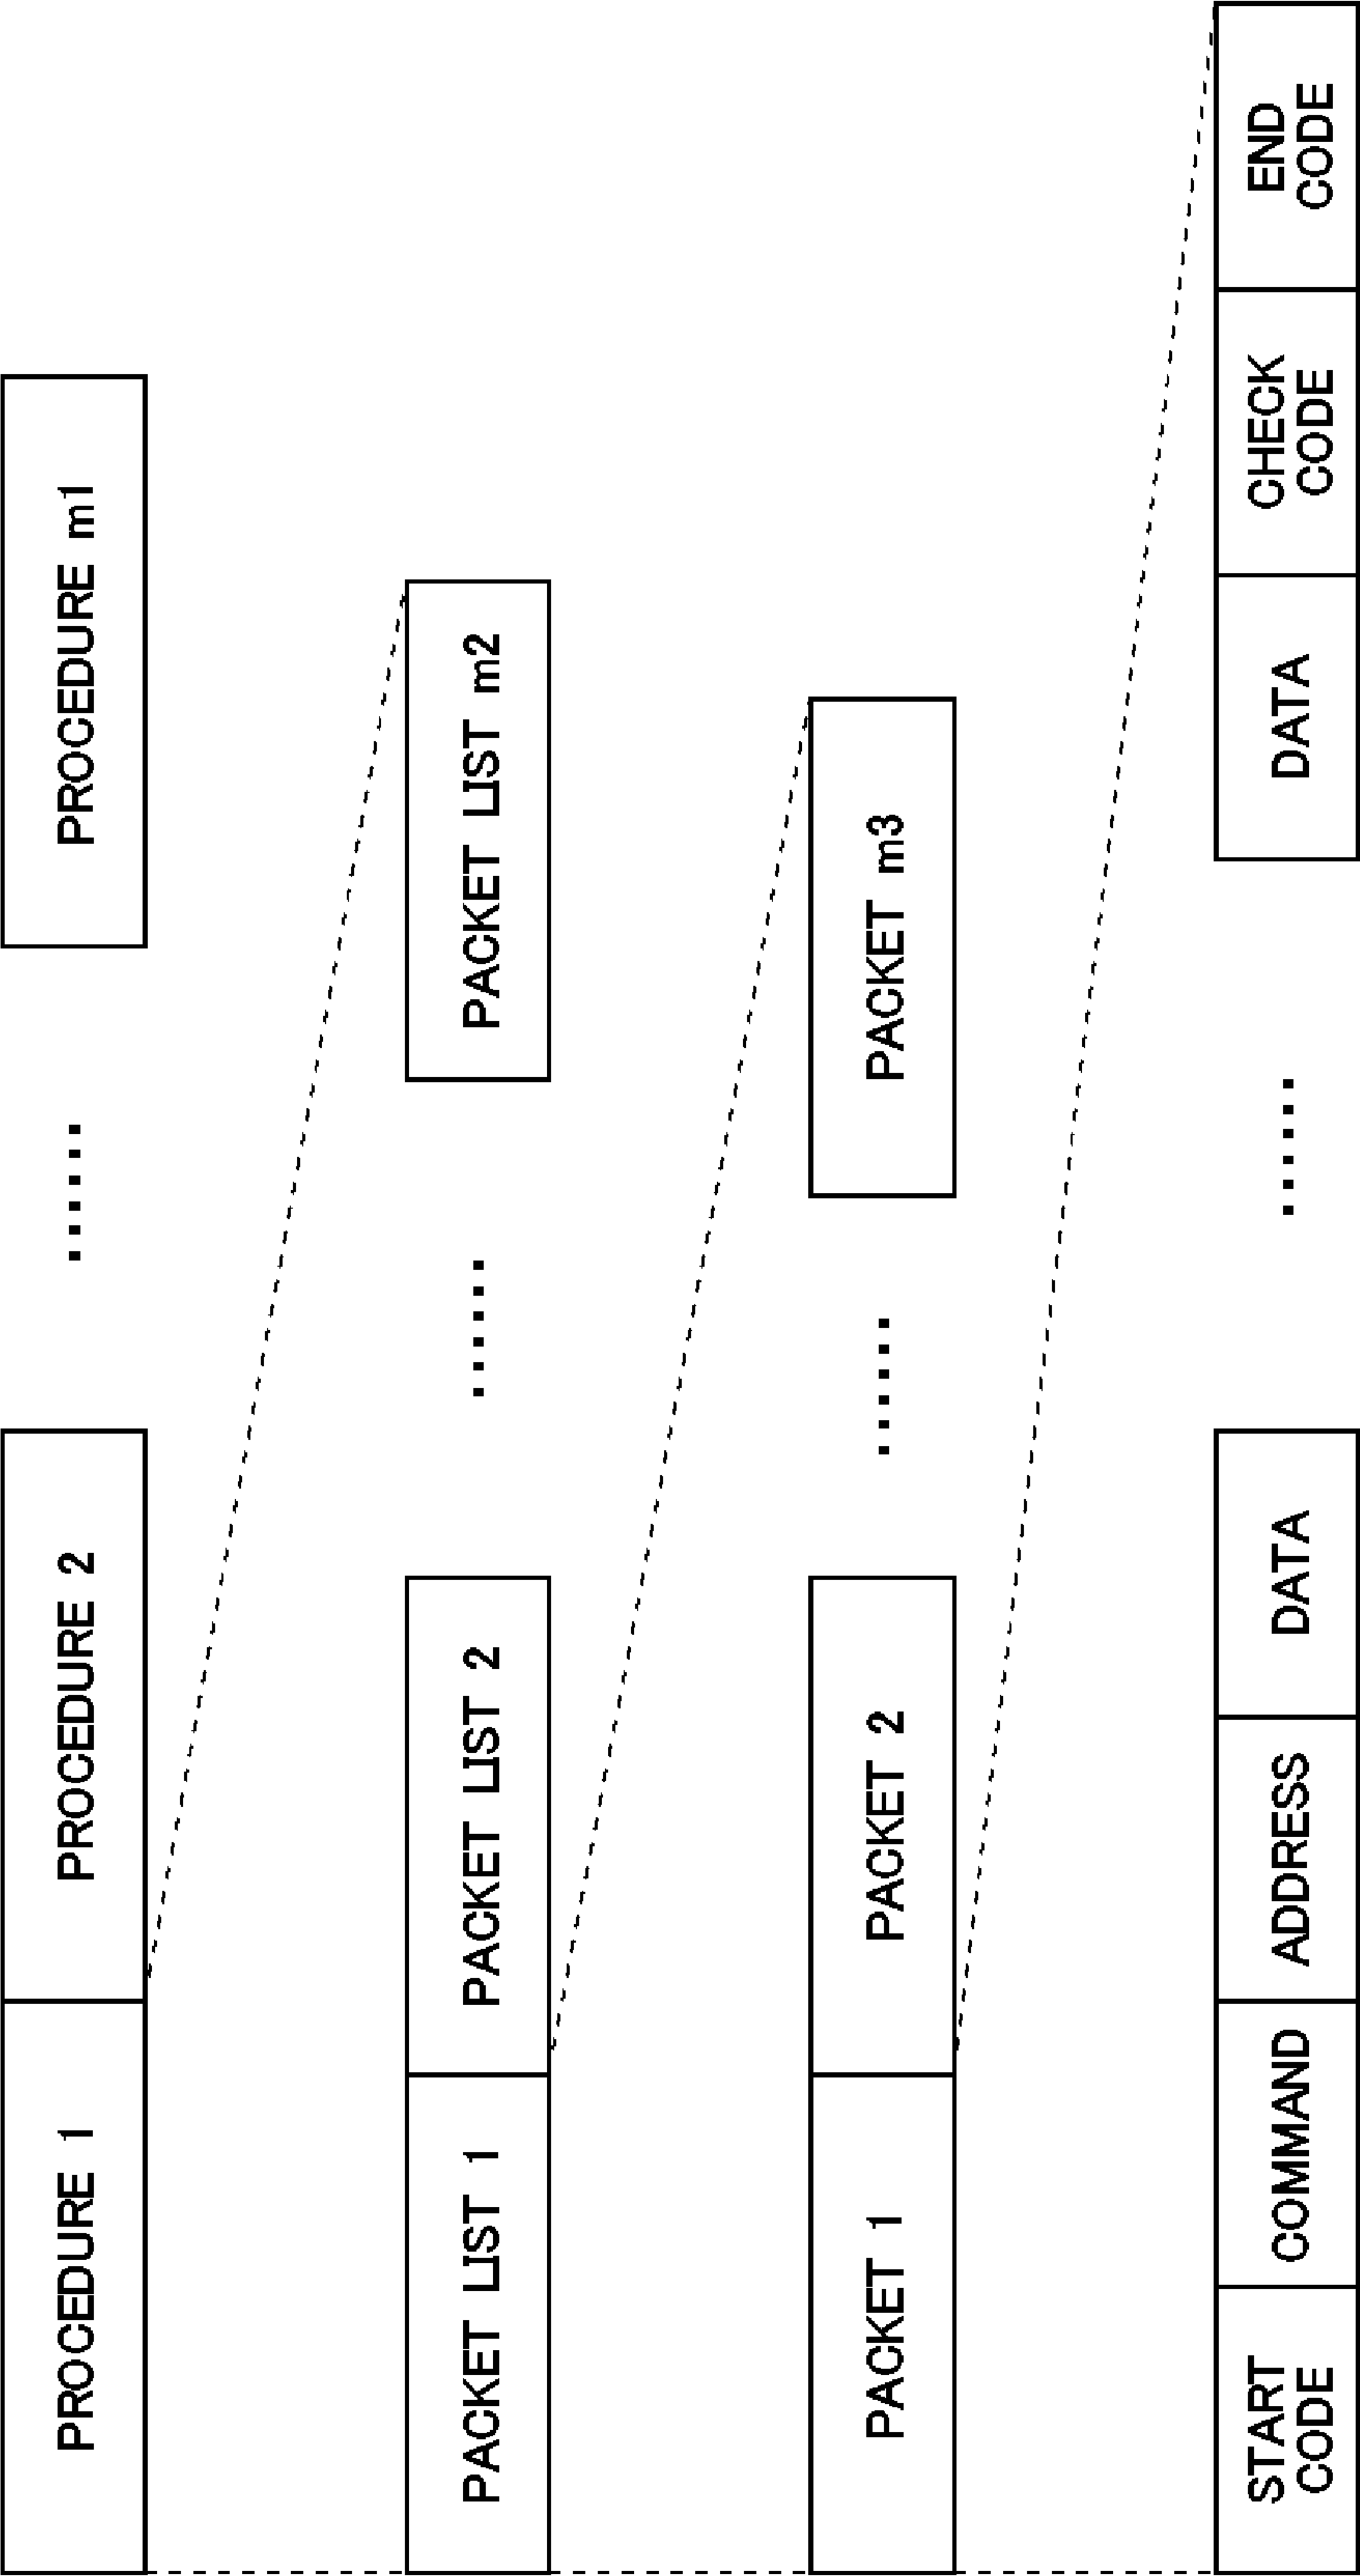 PROCEDURE 1
PROCEDURE 2
......
PROCEDURE m1
PACKET LIST 1
PACKET LIST 2
......
PACKET LIST m2
PACKET 1
PACKET 2
......
PACKET m3
START
CODE
COMMAND
ADDRESS
DATA
......
DATA
CHECK
CODE
END
CODE